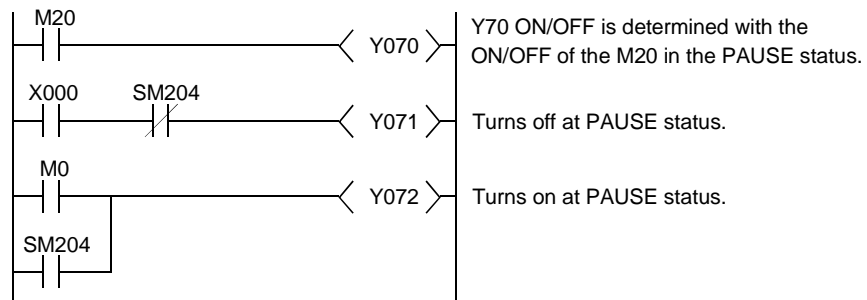 M20
Y070
Y70 ON/OFF is determined with the
ON/OFF of the M20 in the PAUSE status.
X000 SM204
Y071
Turns off at PAUSE status.
M0
Y072
Turns on at PAUSE status.
SM204